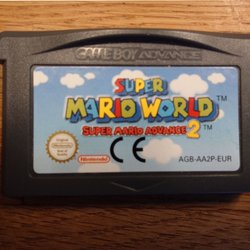 GAME BOY ADVANCE
SUPER
MARIO WORLD
SUPER MARIO ADVANCE 2 ™
Nintendo
CE
AGB-AA2P-EUR